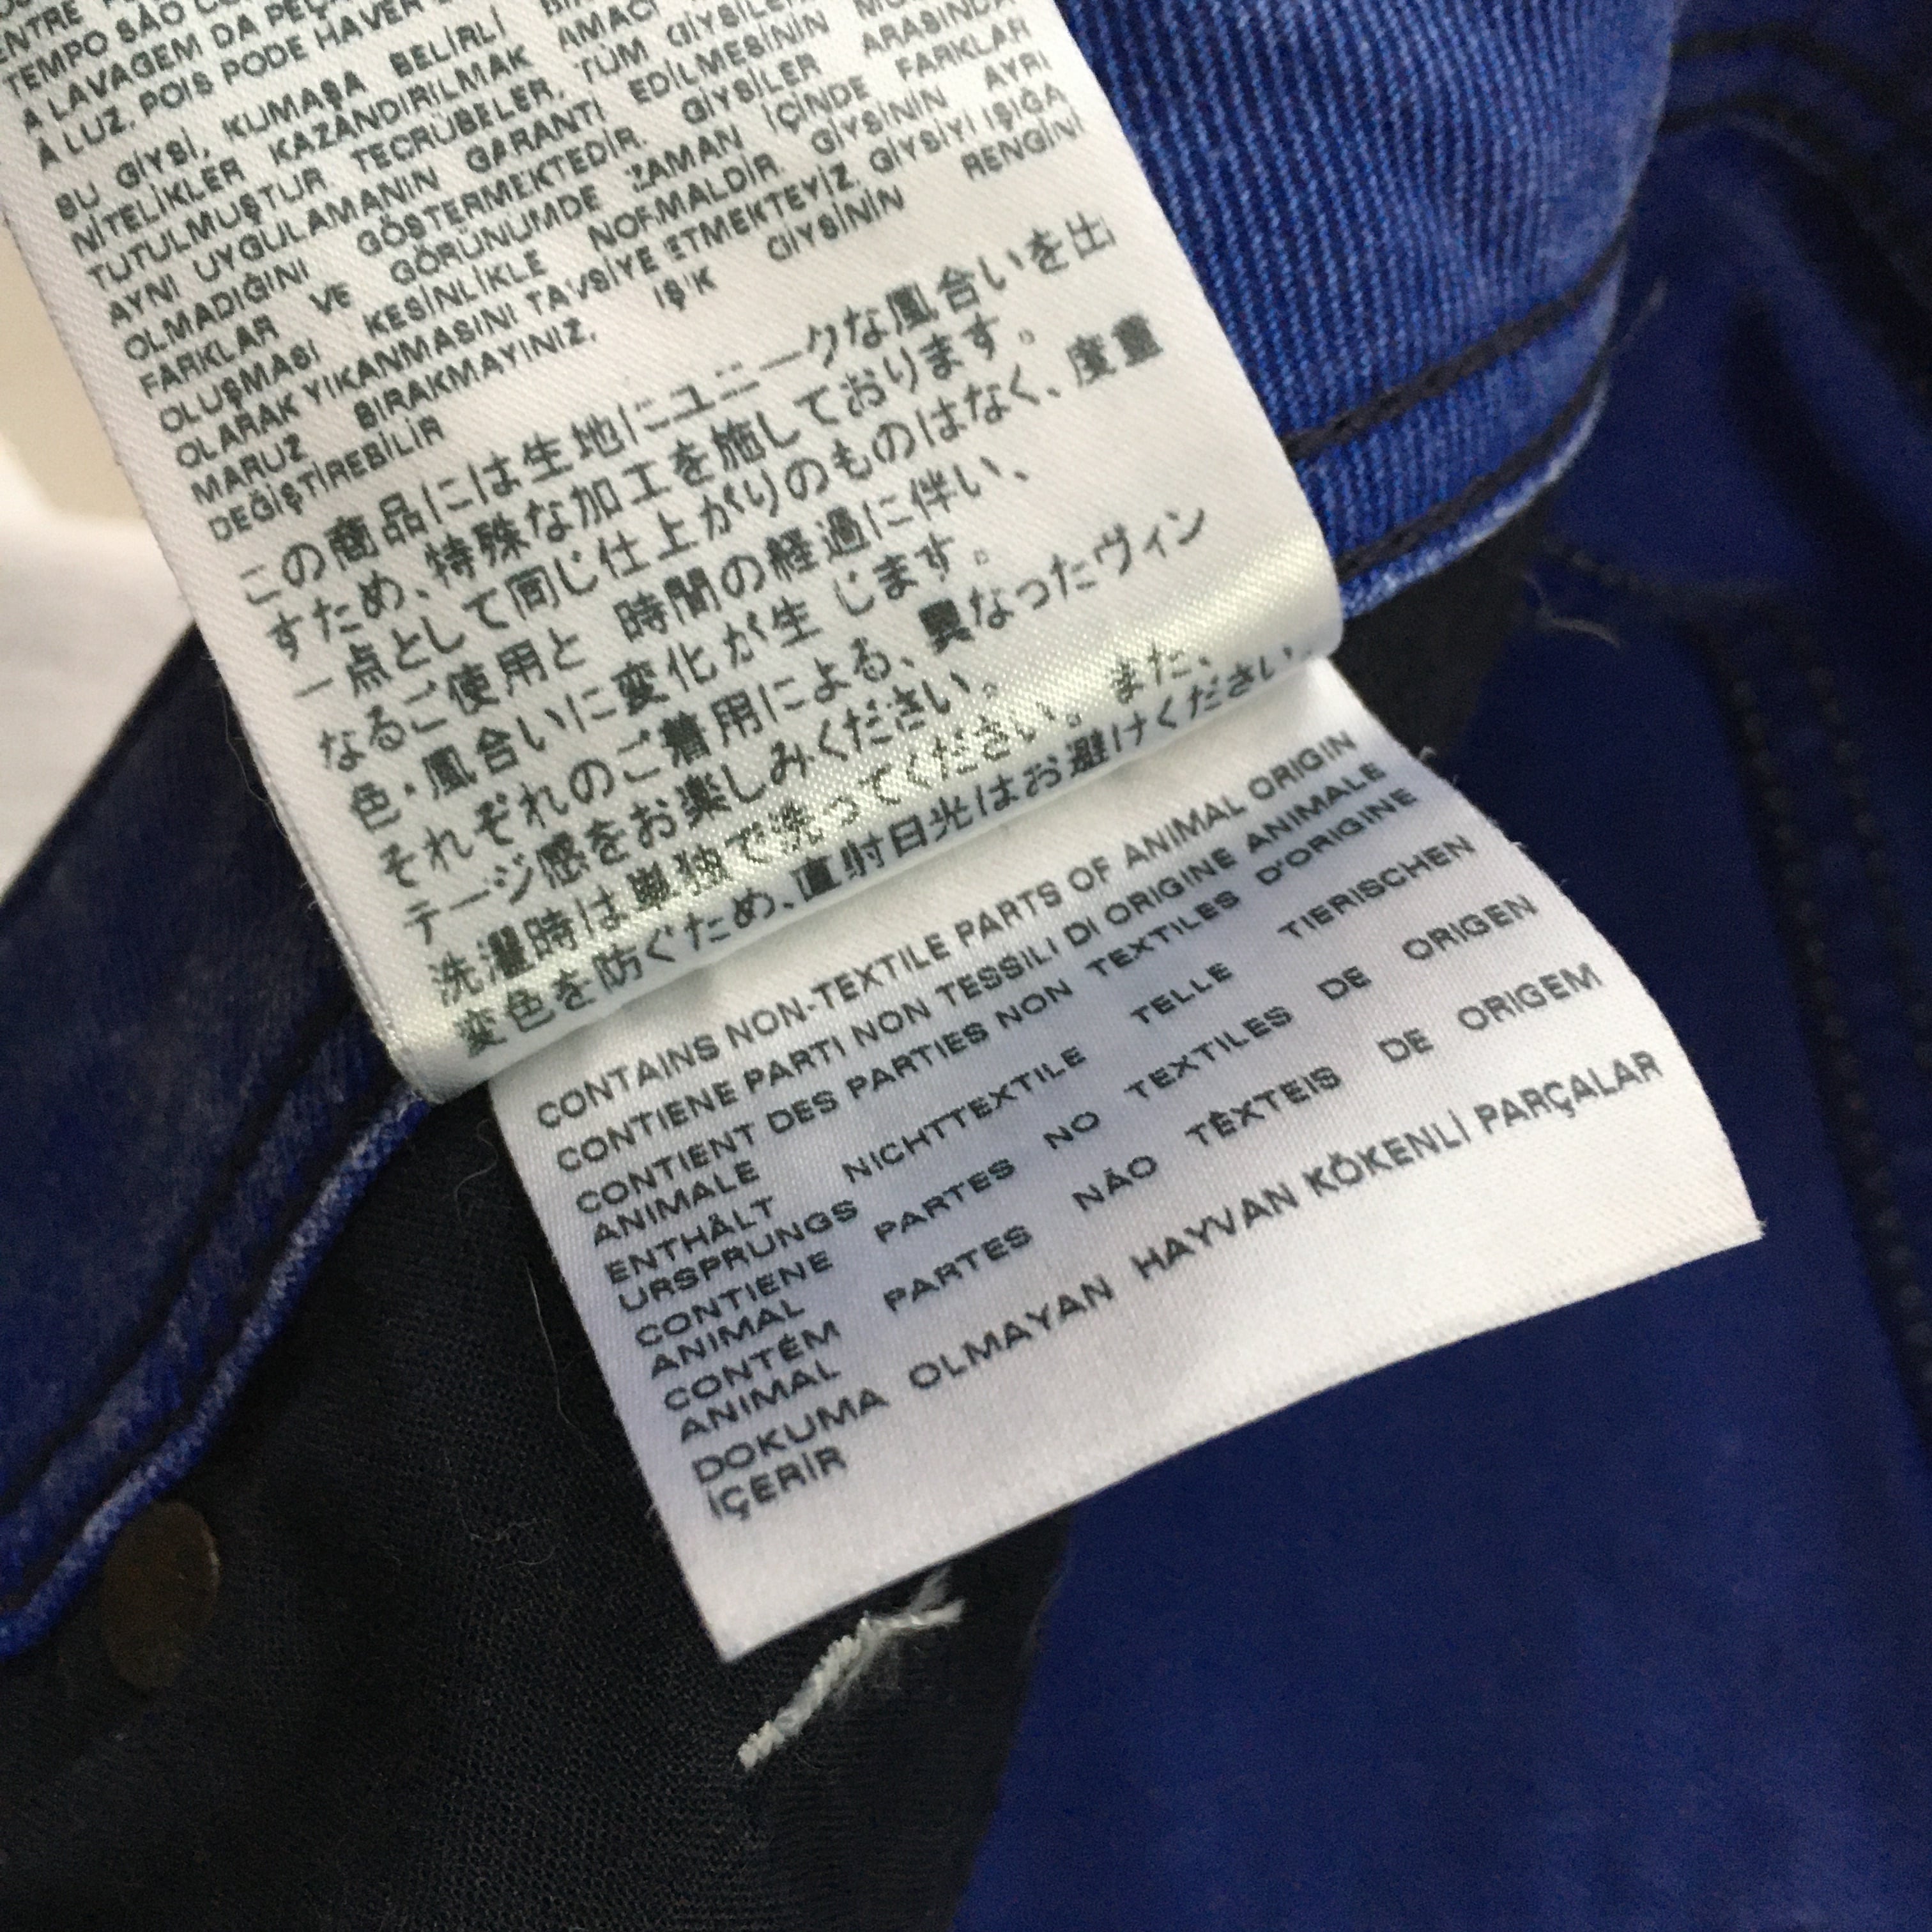 ENTRE
TEMPO SÃO
A LAVAGEM DA PEÇA
À LUZ, POIS PODE HAVER
BU GİYSİ, KUMAŞA BELİRLİ
NİTELİKLER KAZANDIRILMAK AMACI
TUTULMUŞTUR TECRÜBELER, TÜM GİYSİLER
AYNI UYGULAMANIN GARANTİ EDİLMESİNİN
OLMADIĞINI GÖSTERMEKTEDİR. GİYSİLER ARASINDA
FARKLAR VE GÖRÜNÜMDE ZAMAN İÇİNDE FARKLAR
OLUŞMASI KESİNLİKLE NORMALDİR. GİYSİNİN AYRI
OLARAK YIKANMASINI TAVSİYE ETMEKTEYİZ. GİYSİYİ IŞIĞA
MARUZ BIRAKMAYINIZ, IŞIK GİYSİNİN RENGİNİ
DEĞİŞTİREBİLİR
この商品には生地にユニークな風合いを出
すため、特殊な加工を施しております。
一点として同じ仕上がりのものはなく、度重
なるご使用と 時間の経過に伴い、
色・風合いに変化が生 じます。
それぞれのご着用による、異なったヴィン
テージ感をお楽しみください。
洗濯時は単独で洗ってください。また、
変色を防ぐため、直射日光はお避けください。
CONTAINS NON-TEXTILE PARTS OF ANIMAL ORIGIN
CONTIENE PARTI NON TESSILI DI ORIGINE ANIMALE
CONTIENT DES PARTIES NON TEXTILES D'ORIGINE
ANIMALE
ENTHÄLT NICHTTEXTILE TELLE TIERISCHEN
URSPRUNGS
CONTIENE PARTES NO TEXTILES DE ORIGEN
ANIMAL
CONTÉM PARTES NÃO TÊXTEIS DE ORIGEM
ANIMAL
DOKUMA OLMAYAN HAYVAN KÖKENLİ PARÇALAR
İÇERİR